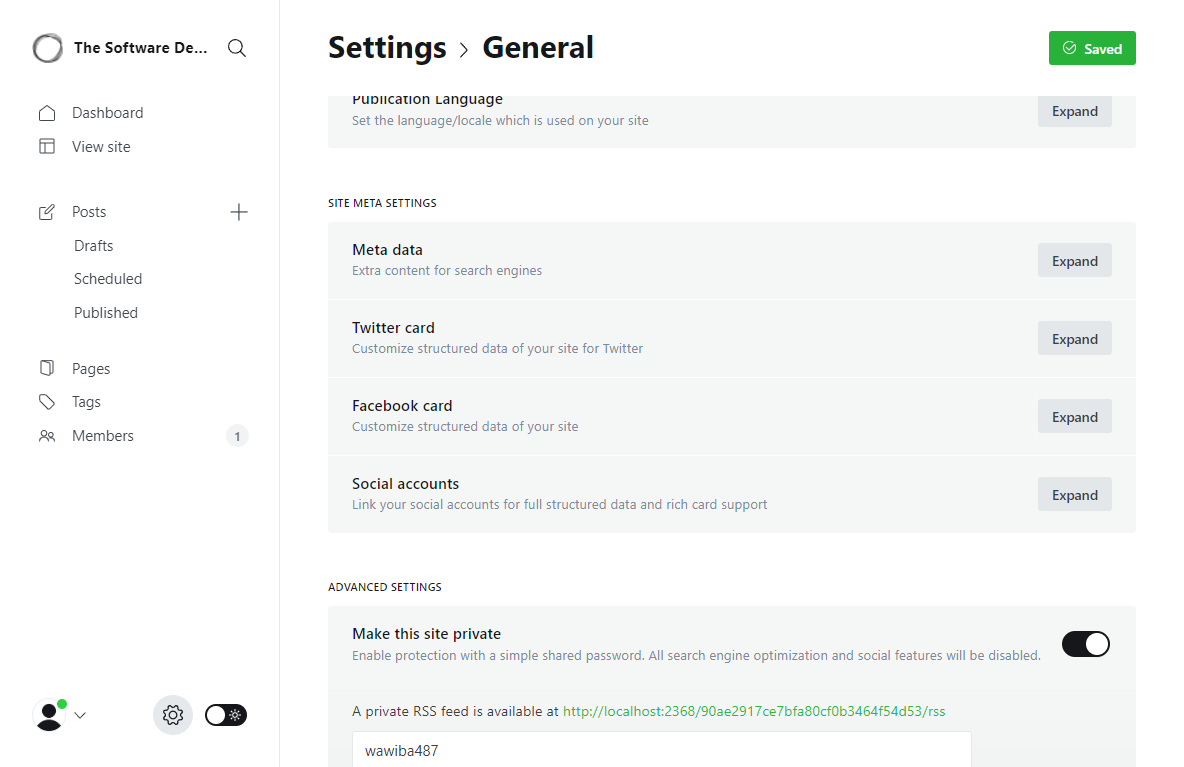 The Software De...
Dashboard
View site
Posts
Drafts
Scheduled
Published
Pages
Tags
Members
1
Settings > General
Saved
Publication Language
Set the language/locale which is used on your site
Expand
SITE META SETTINGS
Meta data
Extra content for search engines
Expand
Twitter card
Customize structured data of your site for Twitter
Expand
Facebook card
Customize structured data of your site
Expand
Social accounts
Link your social accounts for full structured data and rich card support
Expand
ADVANCED SETTINGS
Make this site private
Enable protection with a simple shared password. All search engine optimization and social features will be disabled.
A private RSS feed is available at http://localhost:2368/90ae2917ce7bfa80cf0b3464f54d53/rss
wawiba487